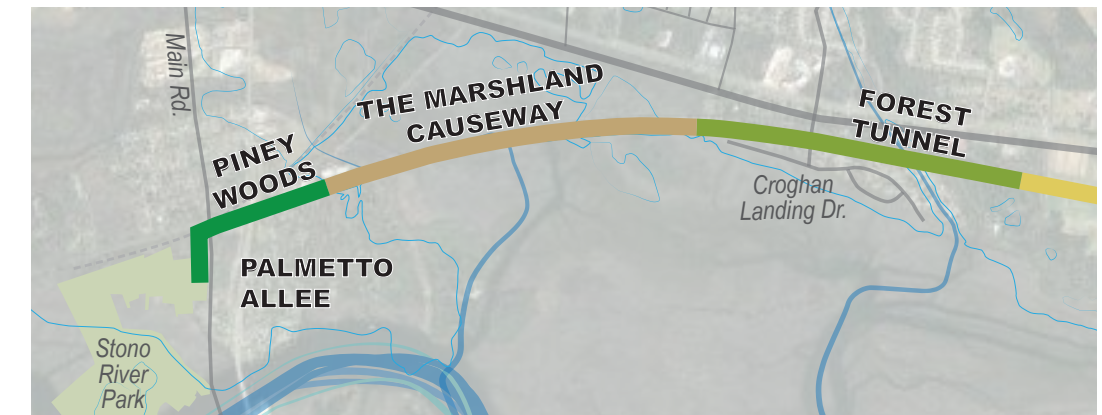 Main Rd.
PINEY
WOODS
THE MARSHLAND
CAUSEWAY
FOREST
TUNNEL
Croghan
Landing Dr.
PALMETTO
ALLEE
Stono
River
Park